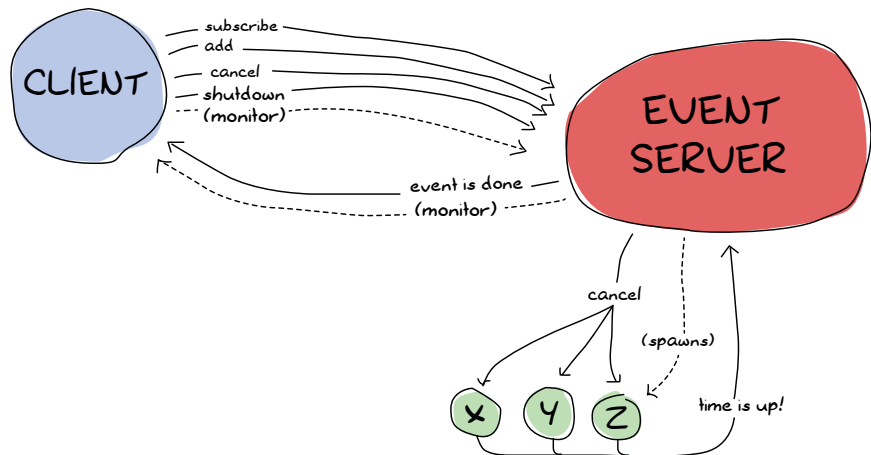 subscribe
add
CLIENT
cancel
shutdown
(monitor)
EVENT
SERVER
event is done
(monitor)
cancel
(spawns)
X
Y
Z
time is up!